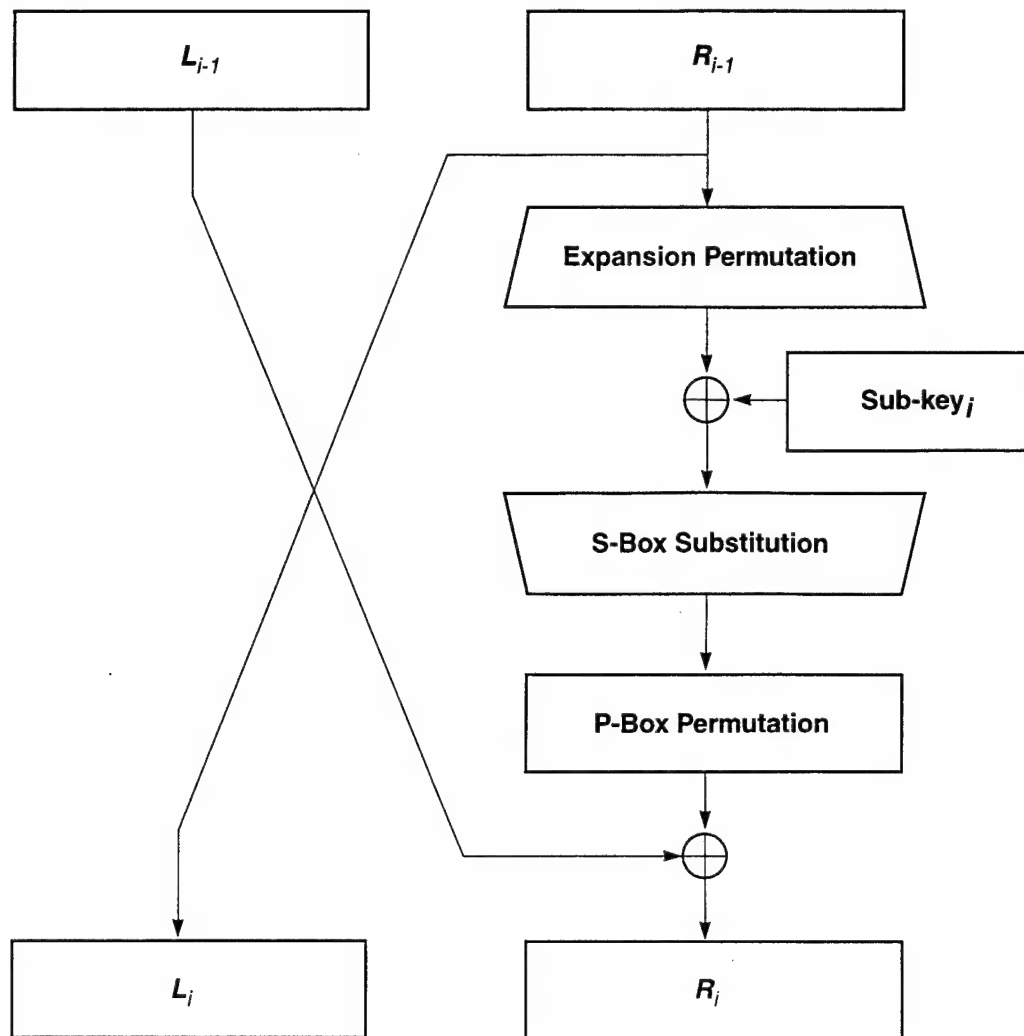 L_{i-1}
R_{i-1}
Expansion Permutation
Sub-key_i
S-Box Substitution
P-Box Permutation
L_i
R_i